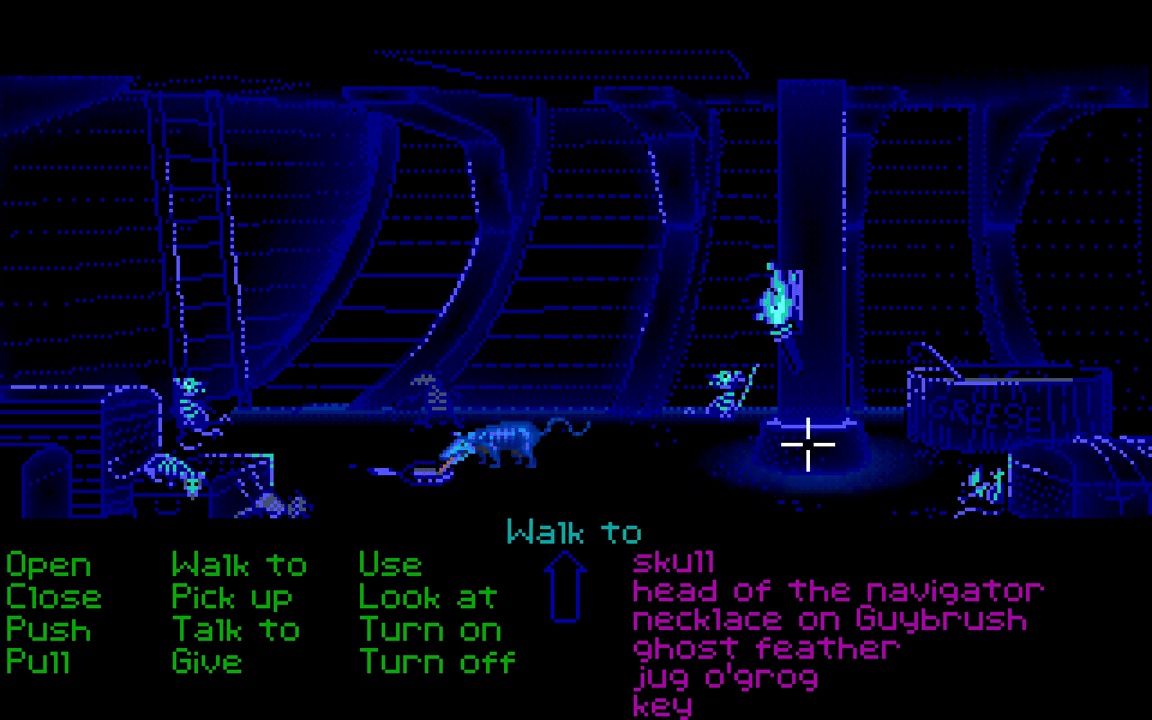 GREESE
Walk to
Open Walk to Use
Close Pick up Look at
Push Talk to Turn on
Pull Give Turn off
skull
head of the navigator
necklace on Guybrush
ghost feather
jug o'grog
key